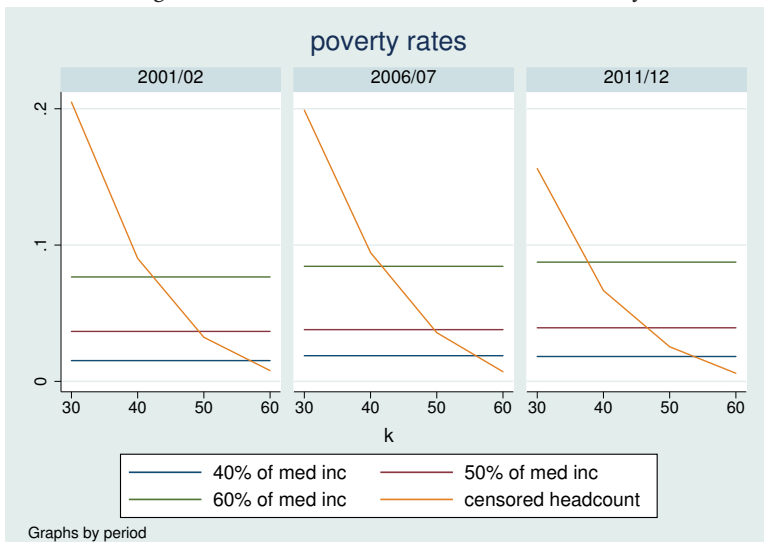 poverty rates
2001/02 2006/07 2011/12
.2
.1
0
30 40 50 60 30 40 50 60 30 40 50 60
k
40% of med inc 50% of med inc
60% of med inc censored headcount
Graphs by period